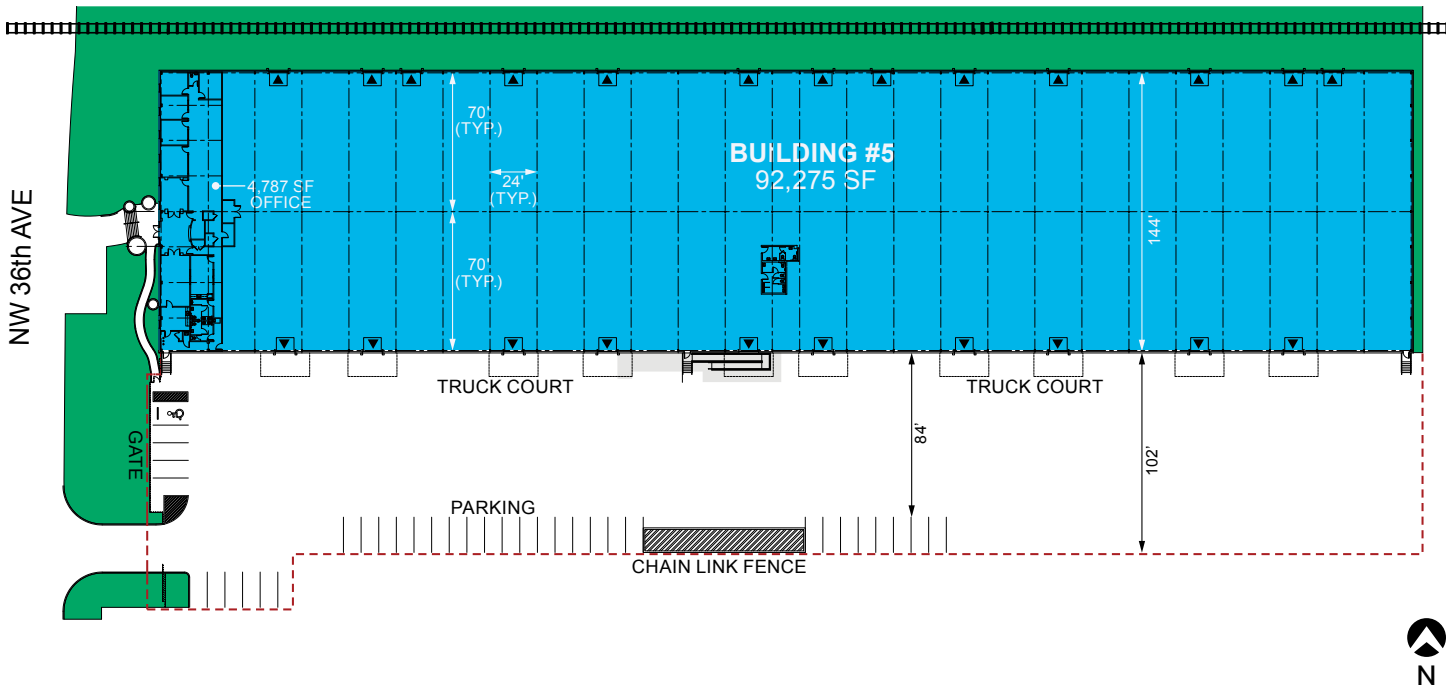 70'
(TYP.)
BUILDING #5
92,275 SF
24'
(TYP.)
4,787 SF
OFFICE
NW 36th AVE
144'
70'
(TYP.)
TRUCK COURT
TRUCK COURT
84'
GATE
102'
PARKING
CHAIN LINK FENCE
N